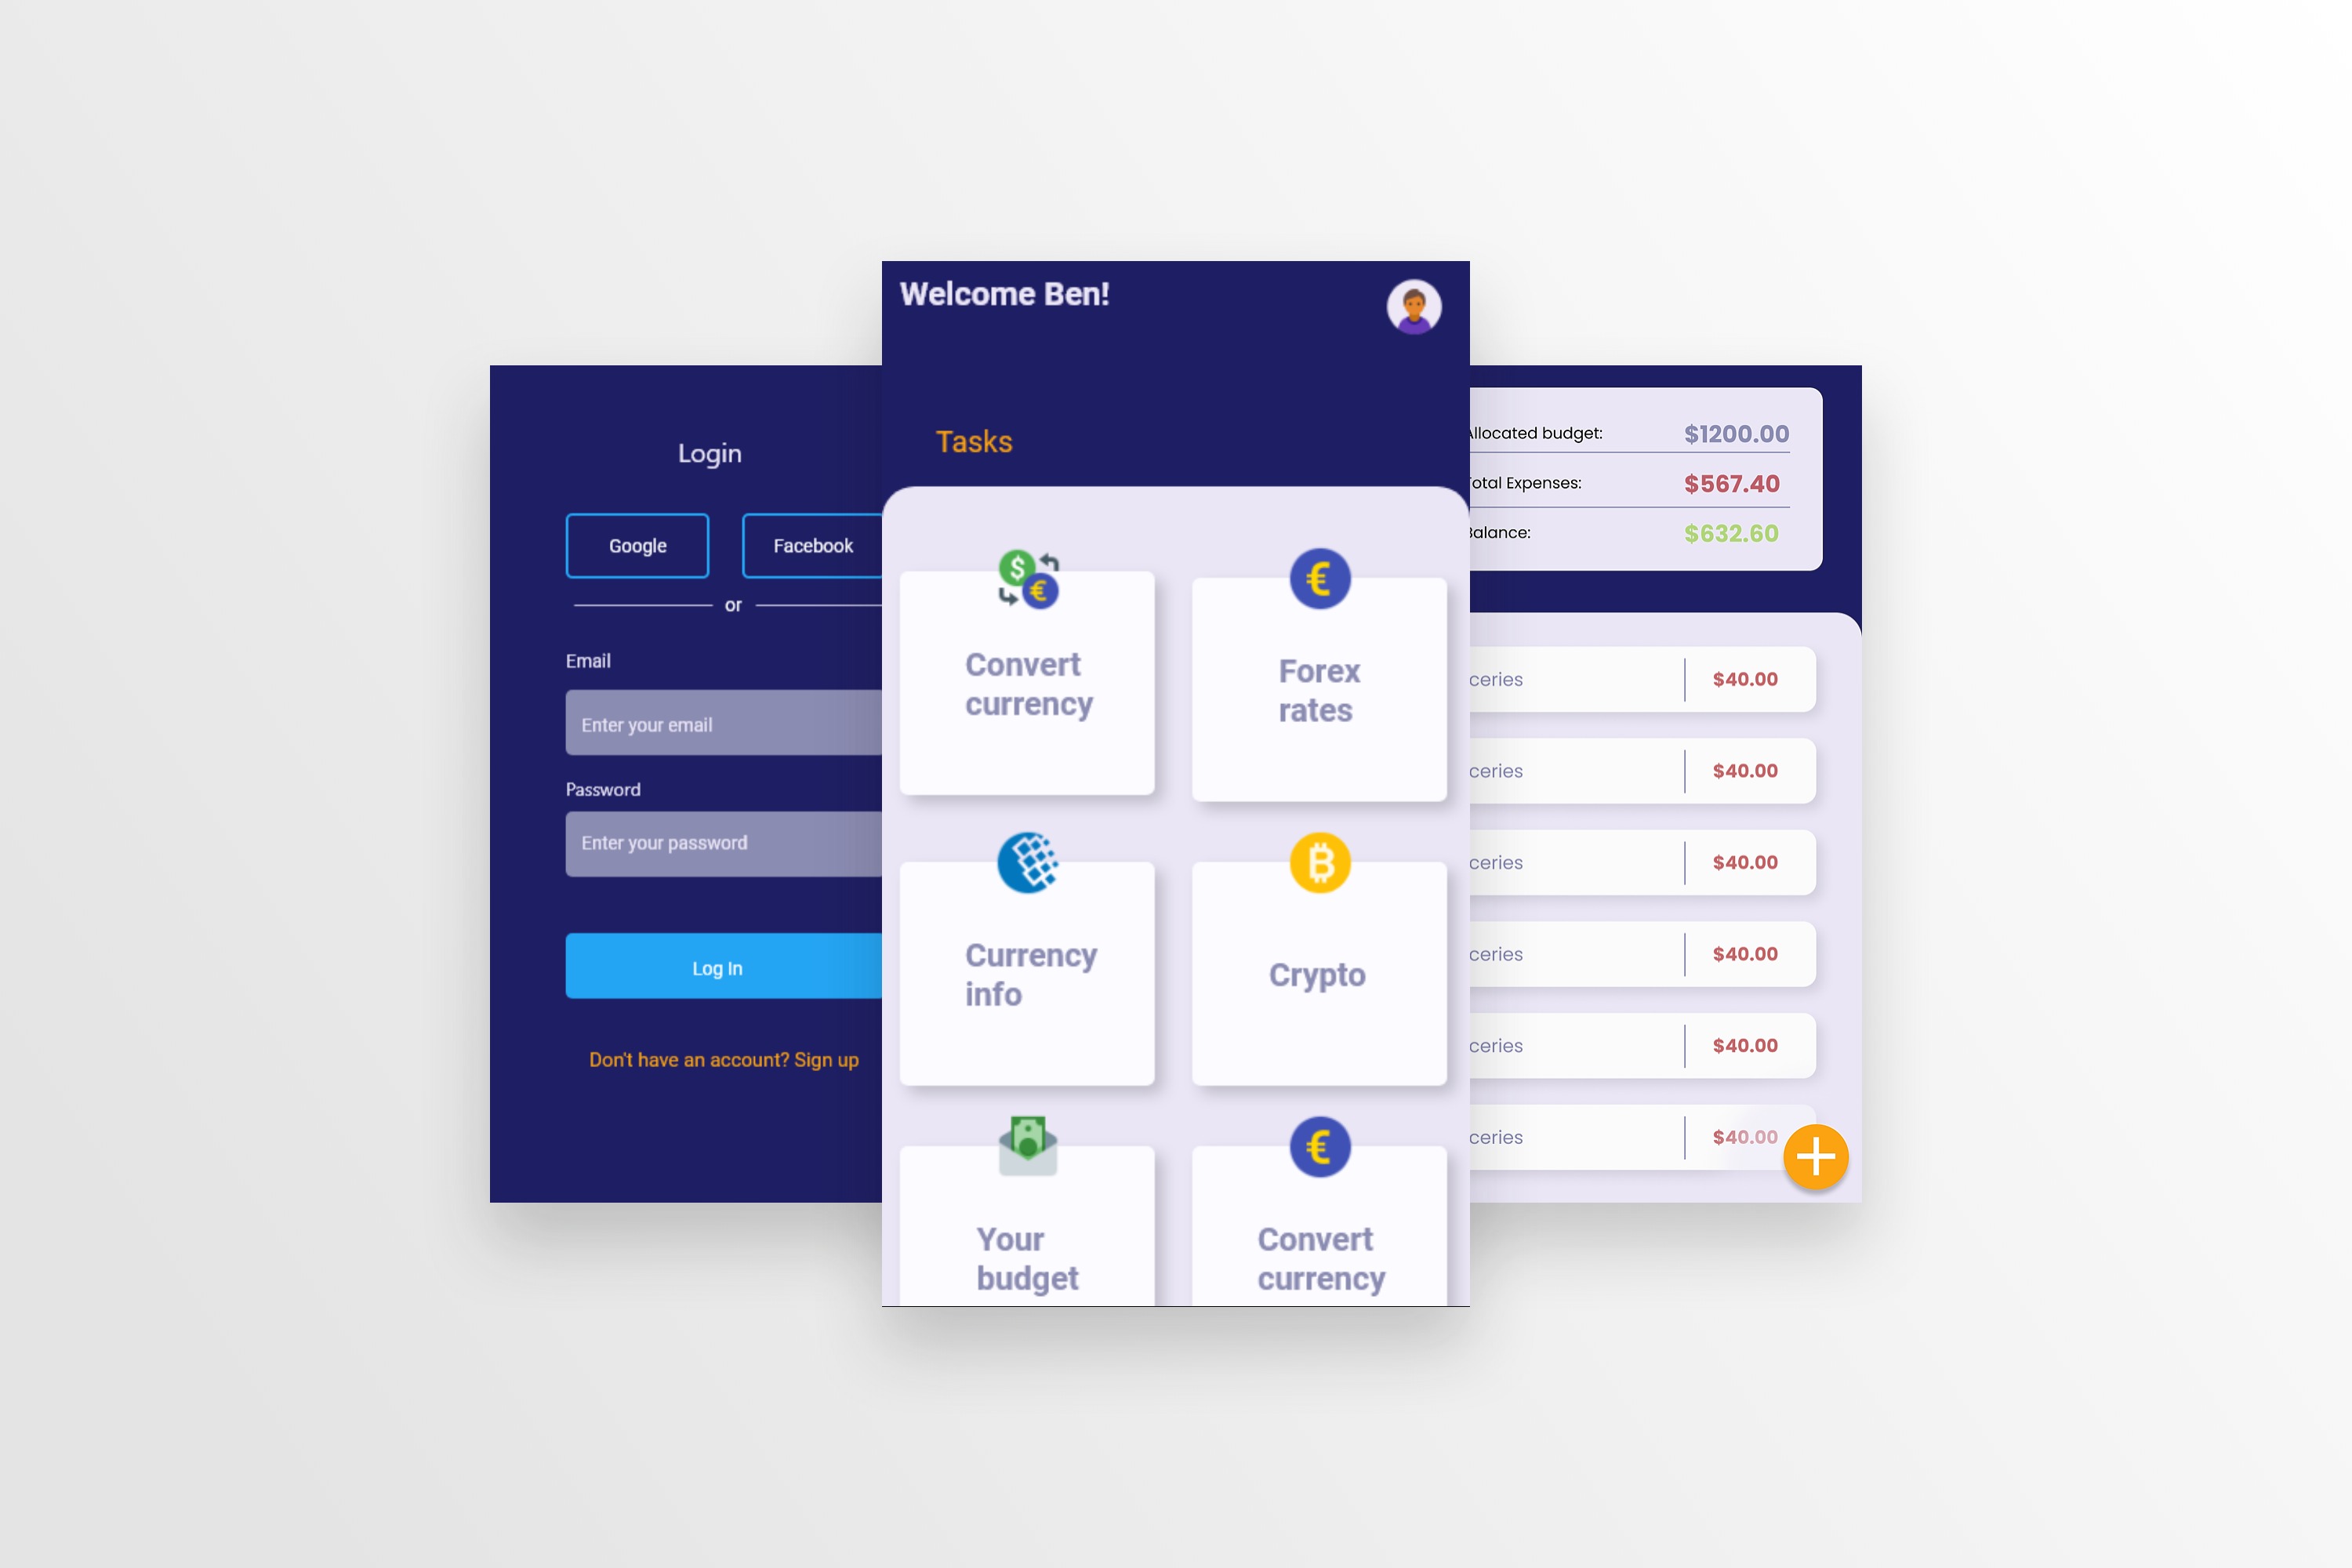 Login
Google
Facebook
or
Email
Enter your email
Password
Enter your password
Log In
Don't have an account? Sign up
Welcome Ben!
Tasks
$
€
Convert
currency
€
Forex
rates
Currency
info
Crypto
Your
budget
€
Convert
currency
Allocated budget: $1200.00
Total Expenses: $567.40
Balance: $632.60
ceries $40.00
ceries $40.00
ceries $40.00
ceries $40.00
ceries $40.00
ceries $40.00